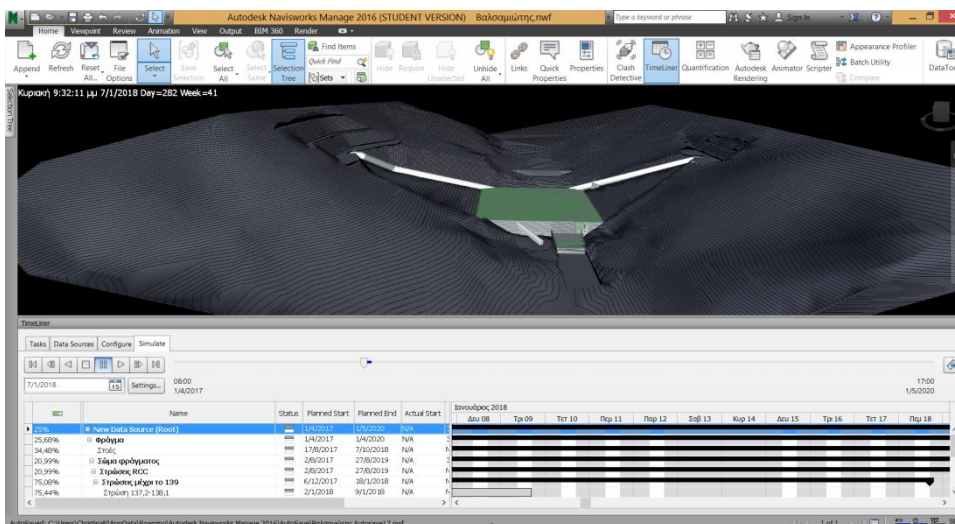 Autodesk Navisworks Manage 2016 (STUDENT VERSION) Βαλσαμιώτης.nwf
Type a keyword or phrase
Sign In
Home Viewpoint Review Animation View Output BIM 360 Render
Append Refresh Reset All... File Options Select Save Selection Select All Select Same Selection Tree
Find Items
Quick Find
Sets
Hide Require Hide Unselected Unhide All Links Quick Properties Properties Clash Detective TimeLiner Quantification Autodesk Rendering Animator Scripter
Appearance Profiler
Batch Utility
Compare
DataToo
Selection Tree
Κυριακή 9:32:11 μμ 7/1/2018 Day=282 Week=41
TimeLiner
Tasks Data Sources Configure Simulate
7/1/2018 15 Settings...
08:00
1/4/2017
17:00
1/5/2020
Name Status Planned Start Planned End Actual Start
Ιανουάριος 2018
Δευ 08 Τρι 09 Τετ 10 Πεμ 11 Παρ 12 Σαβ 13 Κυρ 14 Δευ 15 Τρι 16 Τετ 17 Πεμ 18
25% New Data Source (Root) 1/4/2017 1/5/2020 N/A
25,68% Φράγμα 1/4/2017 1/5/2020 N/A
34,48% Στοές 17/8/2017 7/10/2018 N/A
20,99% Σώμα φράγματος 2/8/2017 27/8/2019 N/A
20,99% Στρώσεις RCC 2/8/2017 27/8/2019 N/A
75,08% Στρώσεις μέχρι το 139 6/12/2017 18/1/2018 N/A
75,44% Στρώση 137,2-138,1 2/1/2018 9/1/2018 N/A
1 of 1